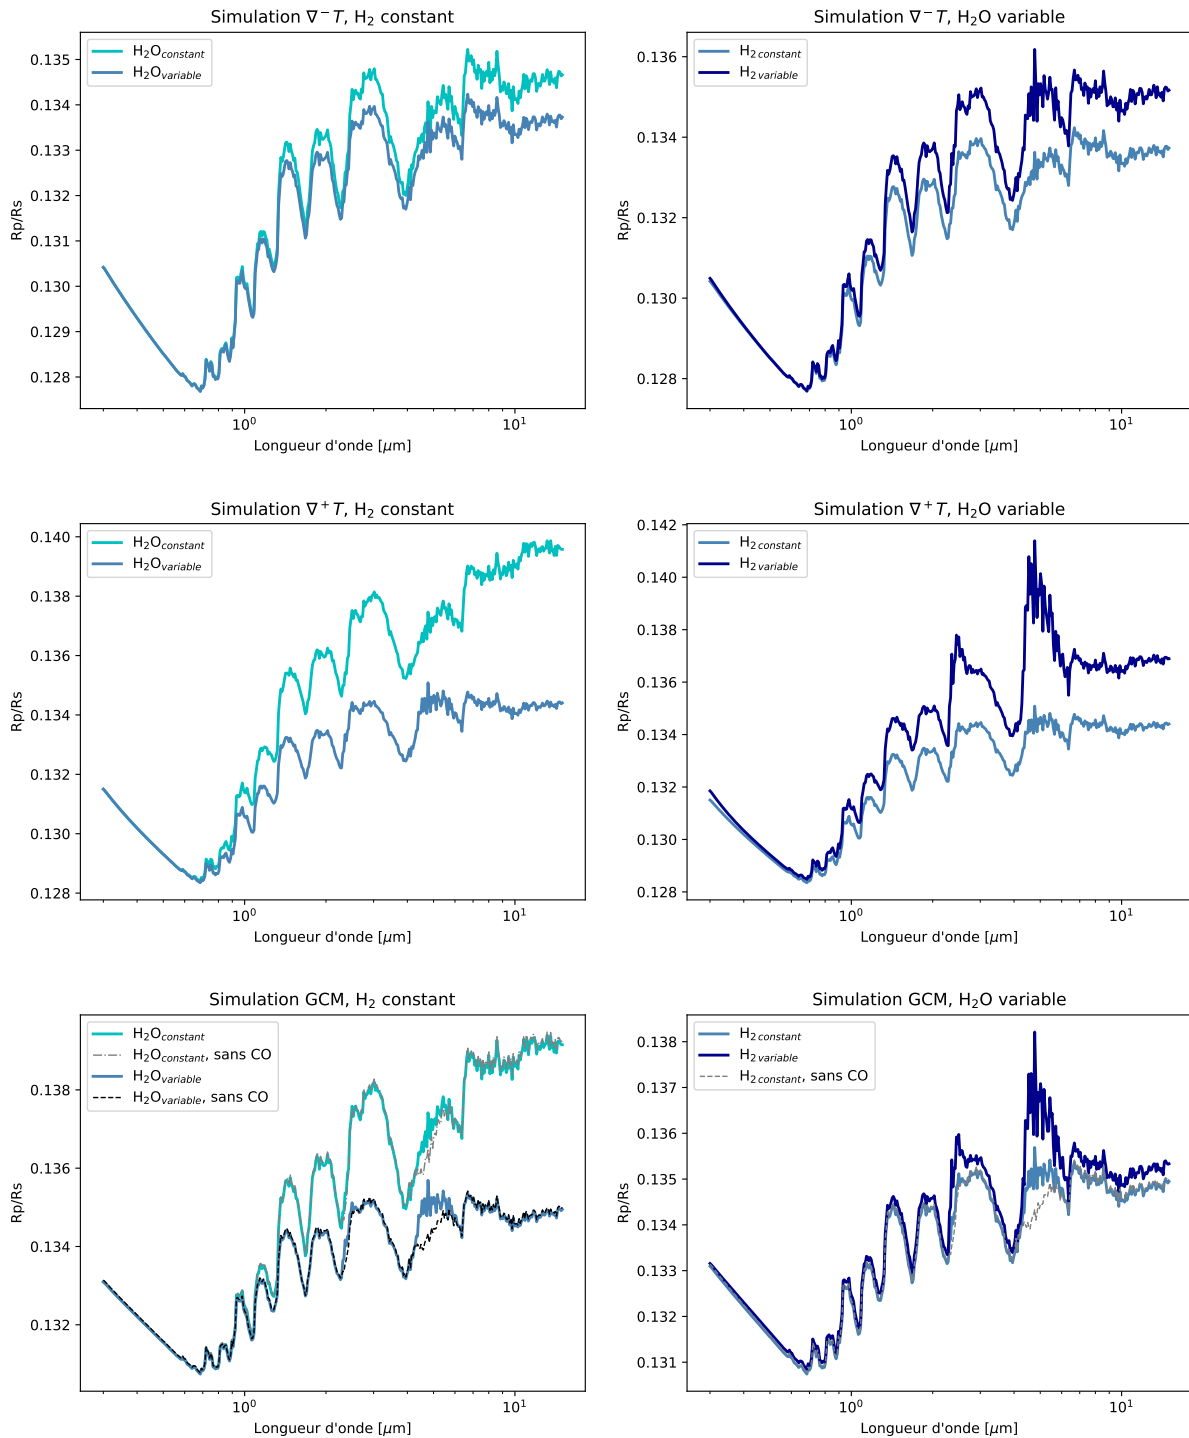 Simulation ∇⁻T, H₂ constant
H₂O_constant
H₂O_variable
0.135
0.134
0.133
0.132
0.131
0.130
0.129
0.128
Rp/Rs
10⁰
10¹
Longueur d'onde [μm]
Simulation ∇⁻T, H₂O variable
H₂ constant
H₂ variable
0.136
0.134
0.132
0.130
0.128
Rp/Rs
10⁰
10¹
Longueur d'onde [μm]
Simulation ∇⁺T, H₂ constant
H₂O_constant
H₂O_variable
0.140
0.138
0.136
0.134
0.132
0.130
0.128
Rp/Rs
10⁰
10¹
Longueur d'onde [μm]
Simulation ∇⁺T, H₂O variable
H₂ constant
H₂ variable
0.142
0.140
0.138
0.136
0.134
0.132
0.130
0.128
Rp/Rs
10⁰
10¹
Longueur d'onde [μm]
Simulation GCM, H₂ constant
H₂O_constant
H₂O_constant, sans CO
H₂O_variable
H₂O_variable, sans CO
0.138
0.136
0.134
0.132
Rp/Rs
10⁰
10¹
Longueur d'onde [μm]
Simulation GCM, H₂O variable
H₂ constant
H₂ variable
H₂ constant, sans CO
0.138
0.137
0.136
0.135
0.134
0.133
0.132
0.131
Rp/Rs
10⁰
10¹
Longueur d'onde [μm]